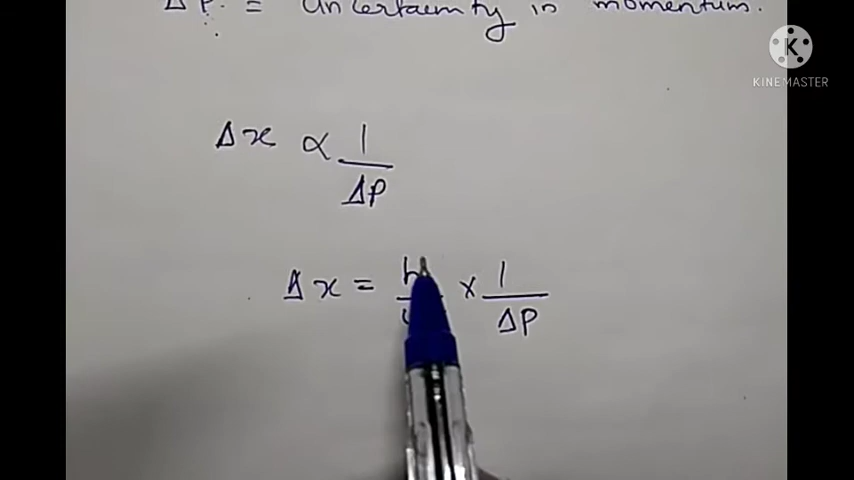 ΔP. = Uncertainty in momentum.
KINEMASTER
Δx ∝ 1/ΔP
Δx = h × 1/ΔP